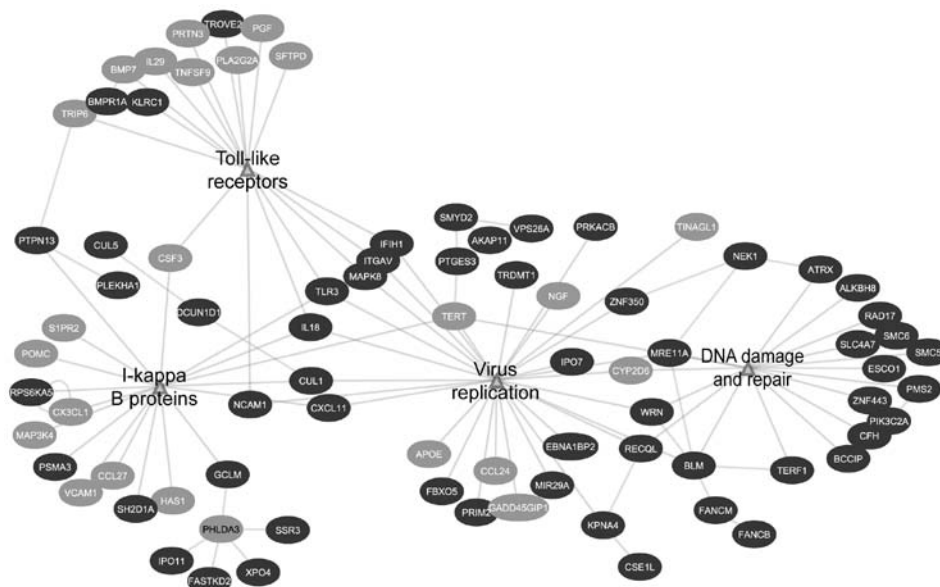 TROVE2
PRTN3
PGF
BMP7
IL29
TNFSF9
PLA2G2A
SFTPD
TRIP6
BMPR1A
KLRC1
Toll-like
receptors
PTPN13
CUL5
PLEKHA1
CSF3
IFIH1
ITGAV
MAPK8
TLR3
SMYD2
VPS26A
AKAP11
PTGES3
PRKACB
TINAGL1
TRDMT1
NGF
NEK1
ATRX
ALKBH8
ZNF350
RAD17
SMC6
SLC4A7
SMC5
DCUN1D1
IL18
TERT
S1PR2
POMC
IPO7
MRE11A
CYP2D6
DNA damage
and repair
ESCO1
PMS2
I-kappa
B proteins
Virus
replication
RPS6KA5
CX3CL1
MAP3K4
CUL1
NCAM1
CXCL11
ZNF443
PIK3C2A
CFH
BCCIP
WRN
RECQL
EBNA1BP2
BLM
TERF1
APOE
CCL24
FBXO5
PRIM2
MIR29A
GADD45GIP1
PSMA3
CCL27
VCAM1
GCLM
HAS1
SH2D1A
PHLDA3
SSR3
IPO11
FASTKD2
XPO4
KPNA4
CSE1L
FANCM
FANCB